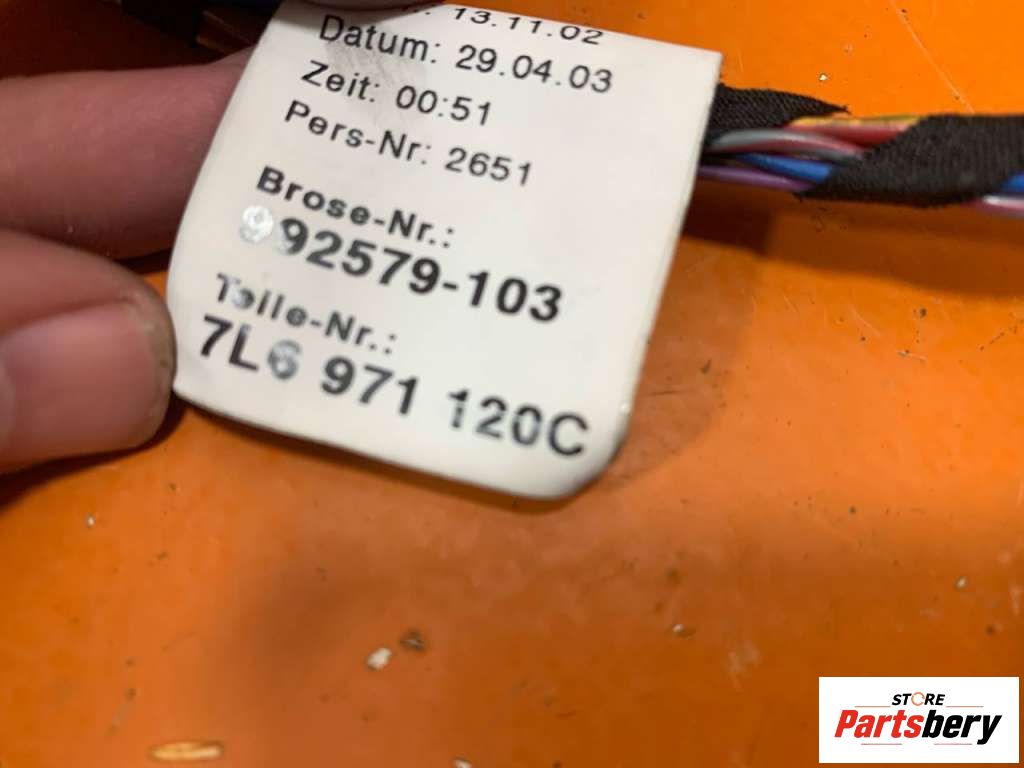 13.11.02
Datum: 29.04.03
Zeit: 00:51
Pers-Nr: 2651
Brose-Nr.:
992579-103
Teile-Nr.:
7L6 971 120C
STORE
Partsbery